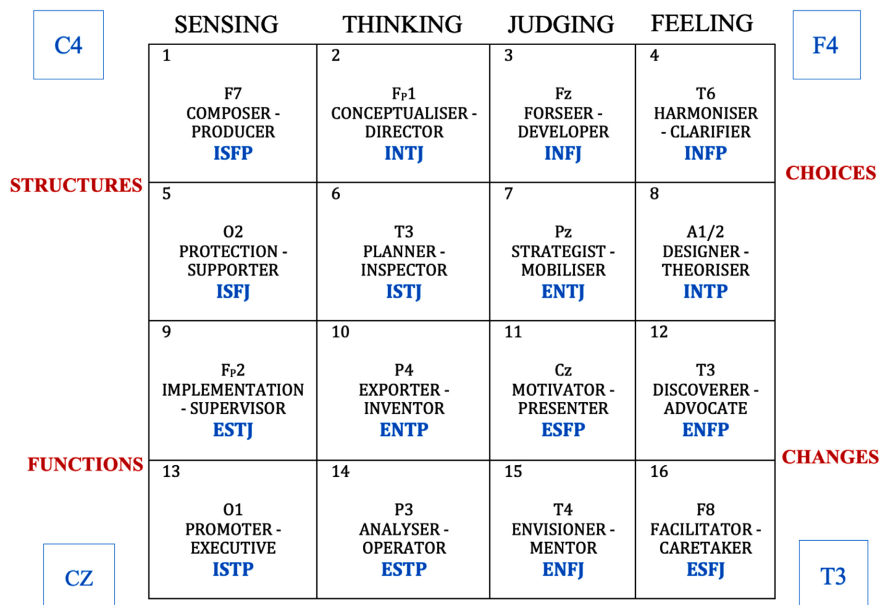 SENSING THINKING JUDGING FEELING
C4
F4
1
F7
COMPOSER -
PRODUCER
ISFP
2
FP1
CONCEPTUALISER -
DIRECTOR
INTJ
3
Fz
FORSEER -
DEVELOPER
INFJ
4
T6
HARMONISER
- CLARIFIER
INFP
STRUCTURES
CHOICES
5
O2
PROTECTION -
SUPPORTER
ISFJ
6
T3
PLANNER -
INSPECTOR
ISTJ
7
Pz
STRATEGIST -
MOBILISER
ENTJ
8
A1/2
DESIGNER -
THEORISER
INTP
9
FP2
IMPLEMENTATION
- SUPERVISOR
ESTJ
10
P4
EXPORTER -
INVENTOR
ENTP
11
Cz
MOTIVATOR -
PRESENTER
ESFP
12
T3
DISCOVERER -
ADVOCATE
ENFP
FUNCTIONS
CHANGES
13
O1
PROMOTER -
EXECUTIVE
ISTP
14
P3
ANALYSER -
OPERATOR
ESTP
15
T4
ENVISIONER -
MENTOR
ENFJ
16
F8
FACILITATOR -
CARETAKER
ESFJ
CZ
T3